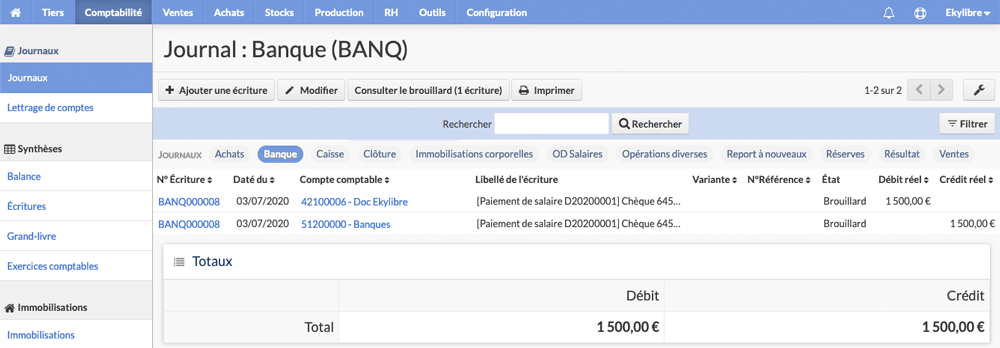 Tiers Comptabilité Ventes Achats Stocks Production RH Outils Configuration Ekylibre
Journaux
Journaux
Lettrage de comptes
Synthèses
Balance
Écritures
Grand-livre
Exercices comptables
Immobilisations
Immobilisations
Journal : Banque (BANQ)
Ajouter une écriture Modifier Consulter le brouillard (1 écriture) Imprimer 1-2 sur 2
Rechercher Rechercher Filtrer
JOURNAUX Achats Banque Caisse Clôture Immobilisations corporelles OD Salaires Opérations diverses Report à nouveaux Réserves Résultat Ventes
N° Écriture Daté du Compte comptable Libellé de l'écriture Variante N°Référence État Débit réel Crédit réel
BANQ000008 03/07/2020 42100006 - Doc Ekylibre [Paiement de salaire D20200001] Chèque 645... Brouillard 1 500,00 €
BANQ000008 03/07/2020 51200000 - Banques [Paiement de salaire D20200001] Chèque 645... Brouillard 1 500,00 €
Totaux
Débit Crédit
Total 1 500,00 € 1 500,00 €